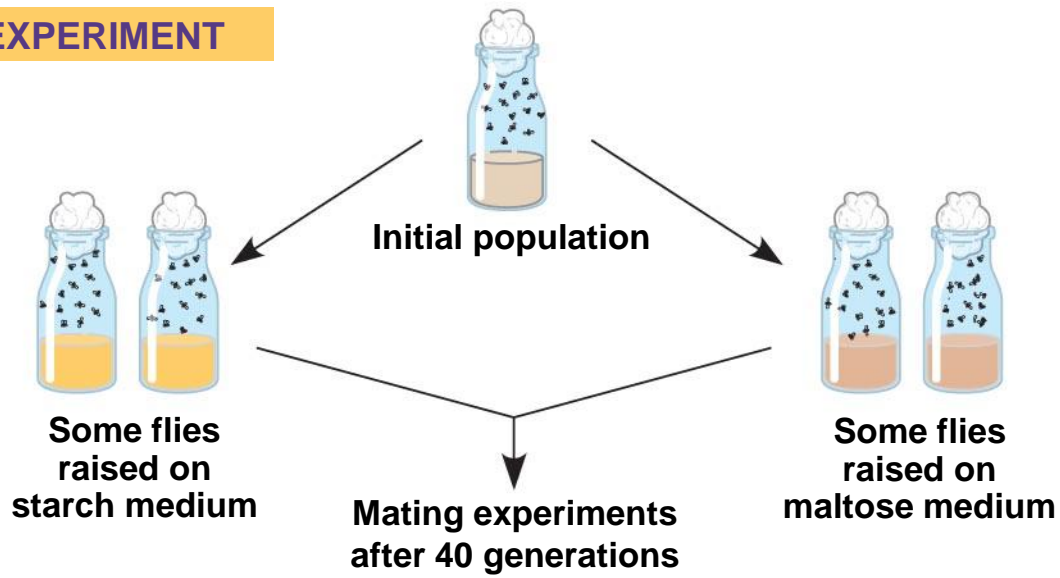 EXPERIMENT
Initial population
Some flies
raised on
starch medium
Mating experiments
after 40 generations
Some flies
raised on
maltose medium